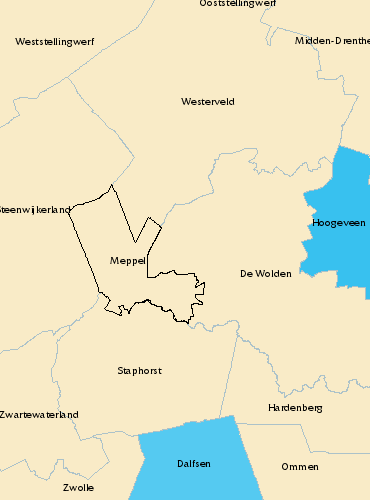 Ooststellingwerf
Weststellingwerf
Midden-Drenthe
Westerveld
Steenwijkerland
Hoogeveen
Meppel
De Wolden
Staphorst
Hardenberg
Zwartewaterland
Dalfsen
Ommen
Zwolle